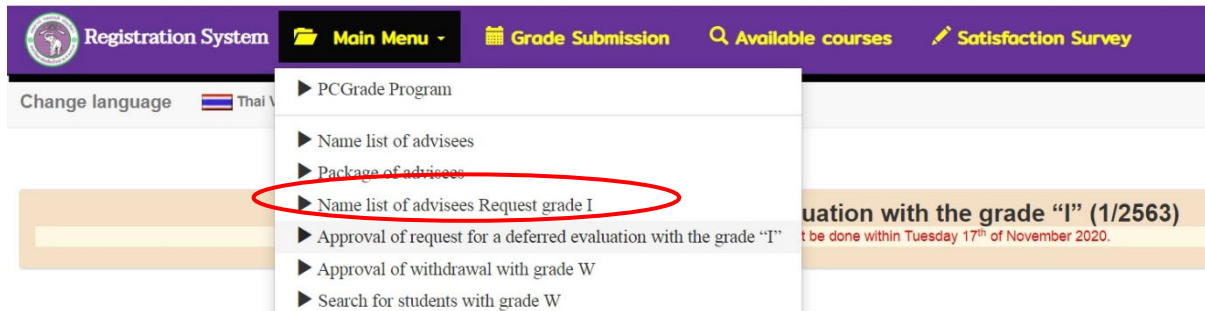 Registration System Main Menu Grade Submission Available courses Satisfaction Survey
Change language Thai
PCGrade Program
Name list of advisees
Package of advisees
Name list of advisees Request grade I
Approval of request for a deferred evaluation with the grade “I”
Approval of withdrawal with grade W
Search for students with grade W
uation with the grade “I” (1/2563)
t be done within Tuesday 17th of November 2020.